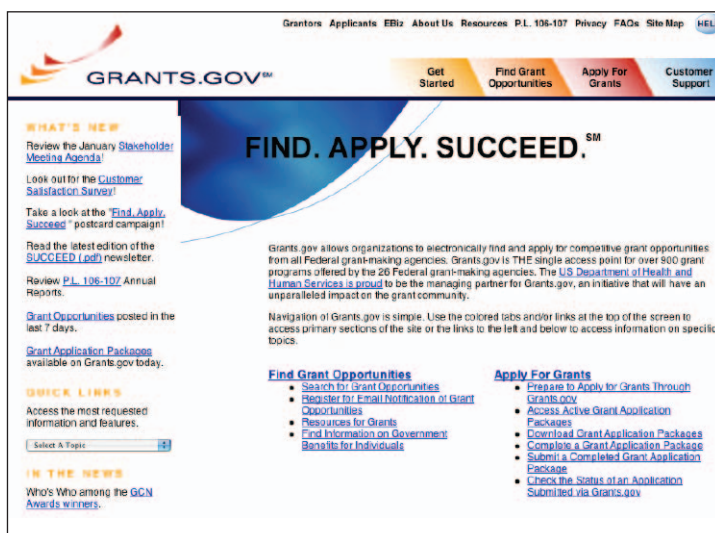 Grantors Applicants EBiz About Us Resources P.L. 106-107 Privacy FAQs Site Map HEL
GRANTS.GOV℠
Get Started
Find Grant Opportunities
Apply For Grants
Customer Support
FIND. APPLY. SUCCEED.℠
WHAT'S NEW
Review the January Stakeholder
Meeting Agenda!
Look out for the Customer
Satisfaction Survey!
Take a look at the "Find, Apply,
Succeed " postcard campaign!
Read the latest edition of the
SUCCEED (.pdf) newsletter.
Review P.L. 106-107 Annual
Reports.
Grant Opportunities posted in the
last 7 days.
Grant Application Packages
available on Grants.gov today.
QUICK LINKS
Access the most requested
information and features.
Select A Topic
IN THE NEWS
Who's Who among the GCN
Awards winners.
Grants.gov allows organizations to electronically find and apply for competitive grant opportunities
from all Federal grant-making agencies. Grants.gov is THE single access point for over 900 grant
programs offered by the 26 Federal grant-making agencies. The US Department of Health and
Human Services is proud to be the managing partner for Grants.gov, an initiative that will have an
unparalleled impact on the grant community.
Navigation of Grants.gov is simple. Use the colored tabs and/or links at the top of the screen to
access primary sections of the site or the links to the left and below to access information on specific
topics.
Find Grant Opportunities
Search for Grant Opportunities
Register for Email Notification of Grant
Opportunities
Resources for Grants
Find Information on Government
Benefits for Individuals
Apply For Grants
Prepare to Apply for Grants Through
Grants.gov
Access Active Grant Application
Packages
Download Grant Application Packages
Complete a Grant Application Package
Submit a Completed Grant Application
Package
Check the Status of an Application
Submitted via Grants.gov